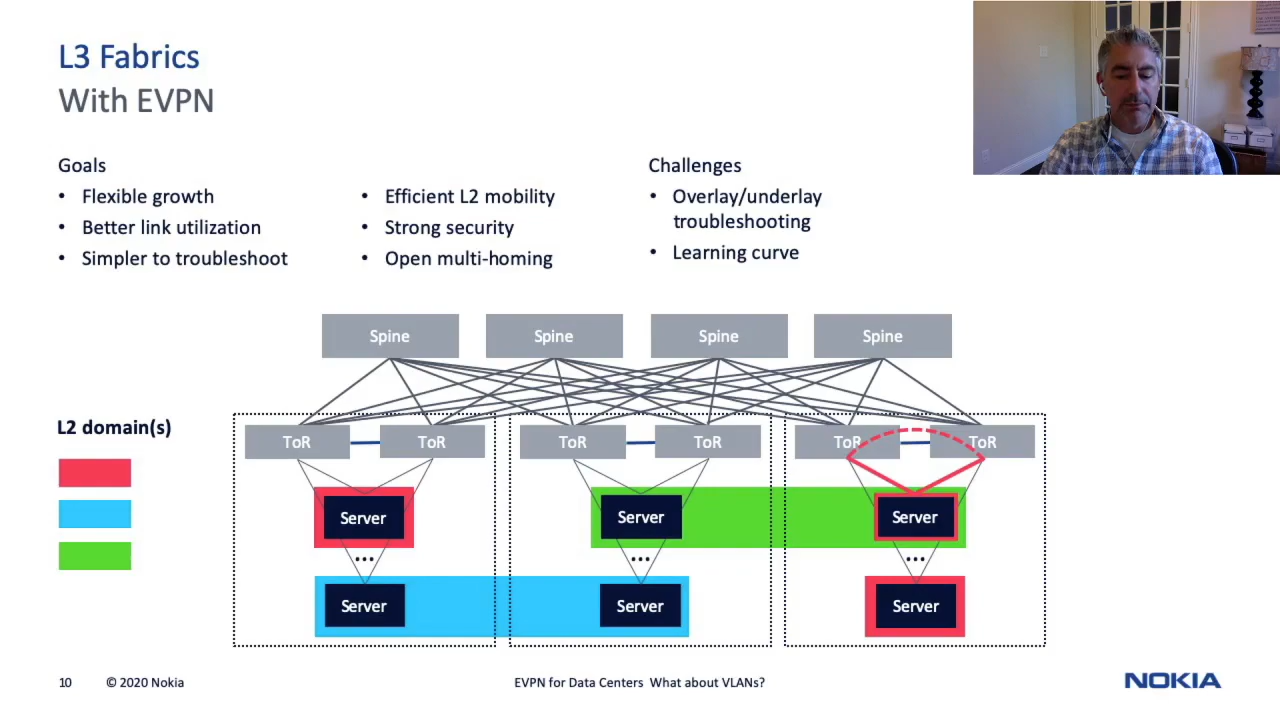 L3 Fabrics
With EVPN
Goals
• Flexible growth
• Better link utilization
• Simpler to troubleshoot
• Efficient L2 mobility
• Strong security
• Open multi-homing
Challenges
• Overlay/underlay
troubleshooting
• Learning curve
Spine Spine Spine Spine
L2 domain(s)
ToR ToR ToR ToR ToR ToR
Server Server Server
... ... ...
Server Server Server
10 © 2020 Nokia EVPN for Data Centers What about VLANs? NOKIA